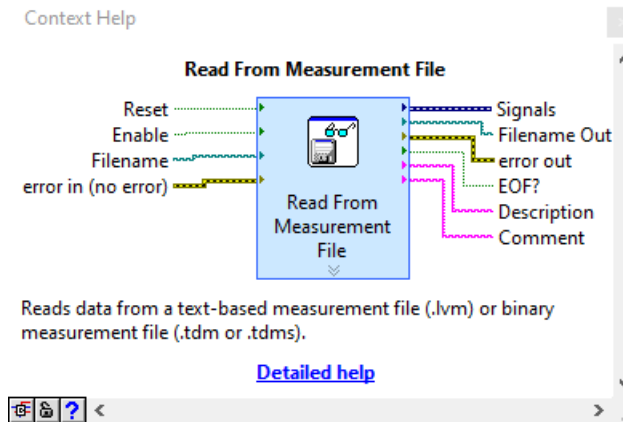 Context Help
Read From Measurement File
Reset
Enable
Filename
error in (no error)
Read From
Measurement
File
Signals
Filename Out
error out
EOF?
Description
Comment
Reads data from a text-based measurement file (.lvm) or binary
measurement file (.tdm or .tdms).
Detailed help
?